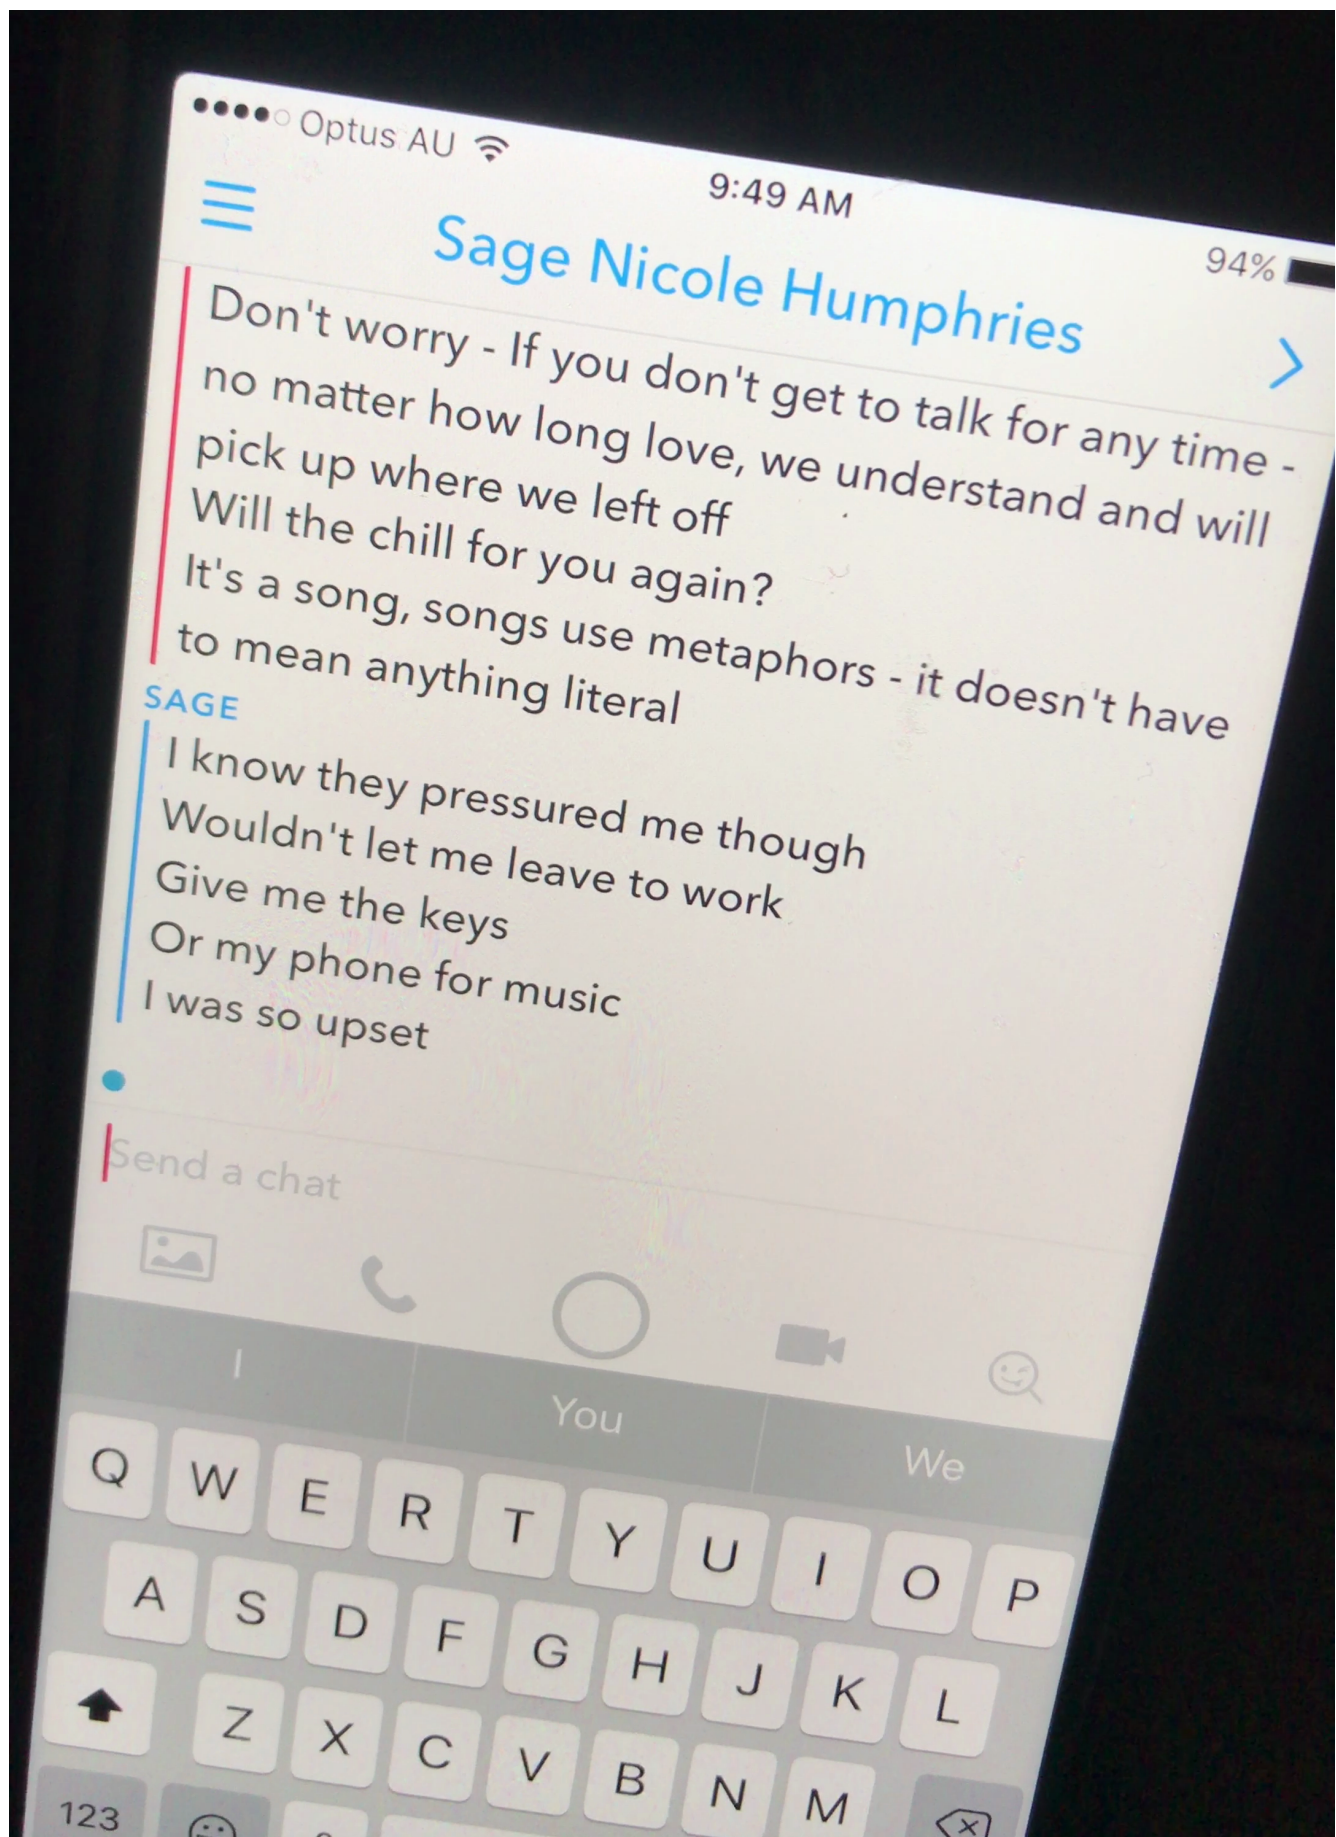 Optus AU
9:49 AM
94%
Sage Nicole Humphries
Don't worry - If you don't get to talk for any time -
no matter how long love, we understand and will
pick up where we left off
Will the chill for you again?
It's a song, songs use metaphors - it doesn't have
to mean anything literal
SAGE
I know they pressured me though
Wouldn't let me leave to work
Give me the keys
Or my phone for music
I was so upset
Send a chat
I You We
Q W E R T Y U I O P
A S D F G H J K L
Z X C V B N M
123